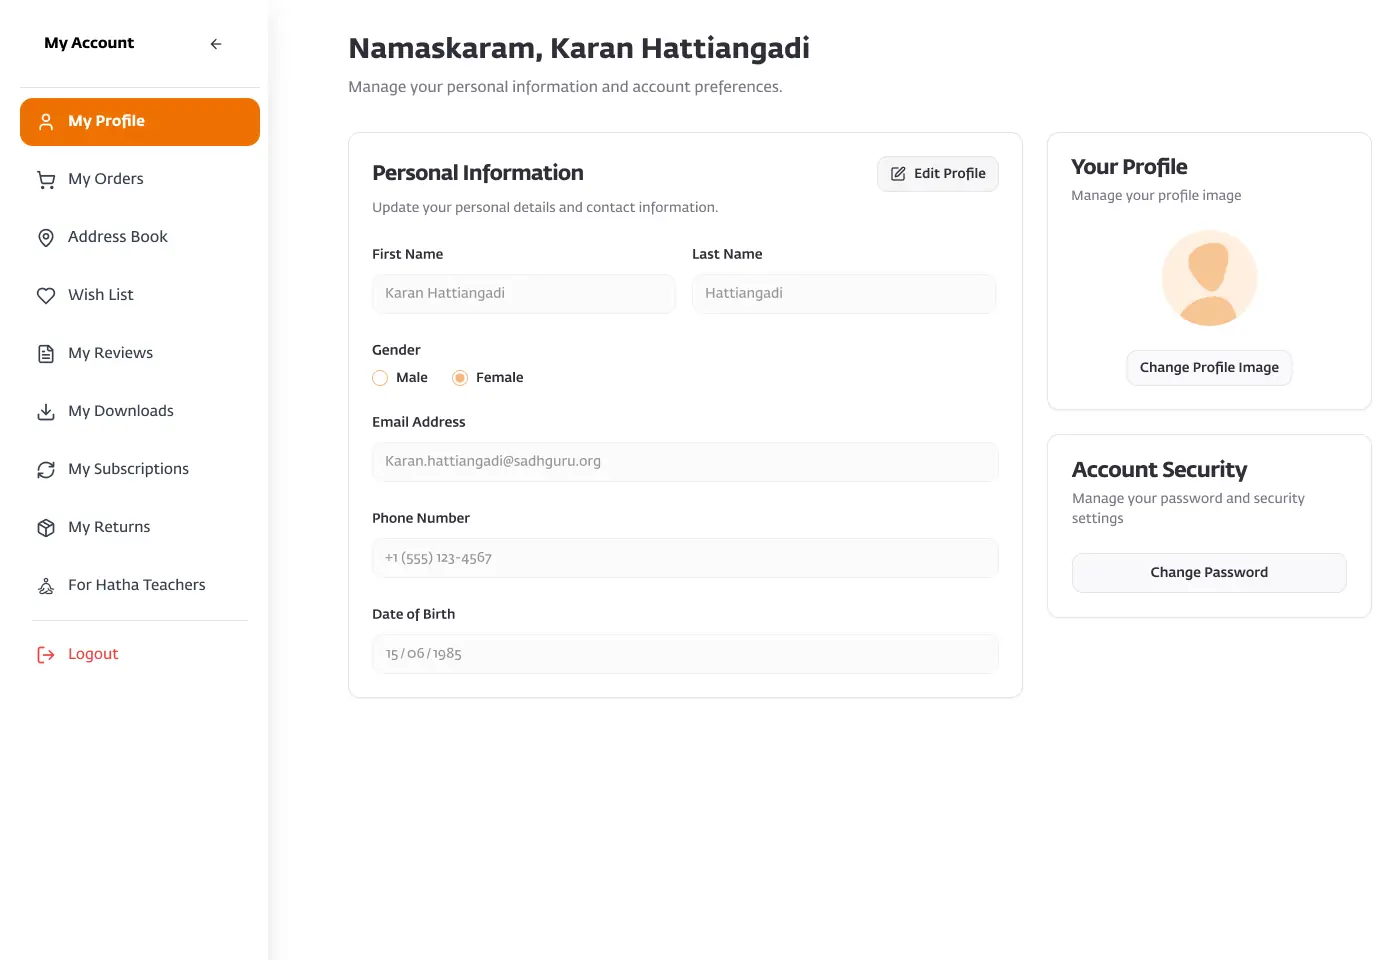 My Account
My Profile
My Orders
Address Book
Wish List
My Reviews
My Downloads
My Subscriptions
My Returns
For Hatha Teachers
Logout
Namaskaram, Karan Hattiangadi
Manage your personal information and account preferences.
Personal Information
Edit Profile
Update your personal details and contact information.
First Name
Karan Hattiangadi
Last Name
Hattiangadi
Gender
Male
Female
Email Address
Karan.hattiangadi@sadhguru.org
Phone Number
+1 (555) 123-4567
Date of Birth
15/06/1985
Your Profile
Manage your profile image
Change Profile Image
Account Security
Manage your password and security
settings
Change Password